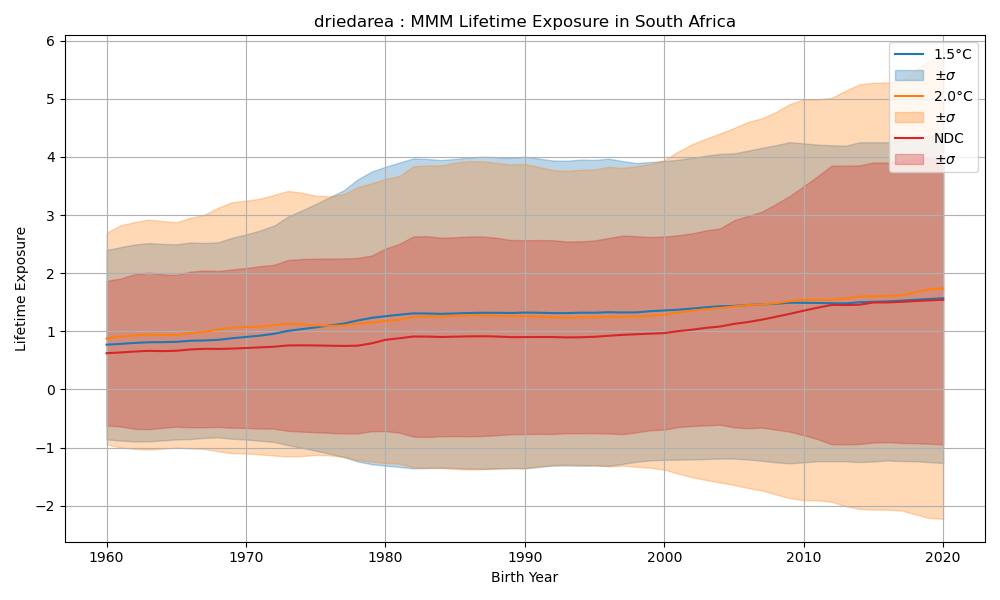 driedarea : MMM Lifetime Exposure in South Africa
6
5
4
3
2
1
0
−1
−2
Lifetime Exposure
1960
1970
1980
1990
2000
2010
2020
Birth Year
1.5°C
±σ
2.0°C
±σ
NDC
±σ